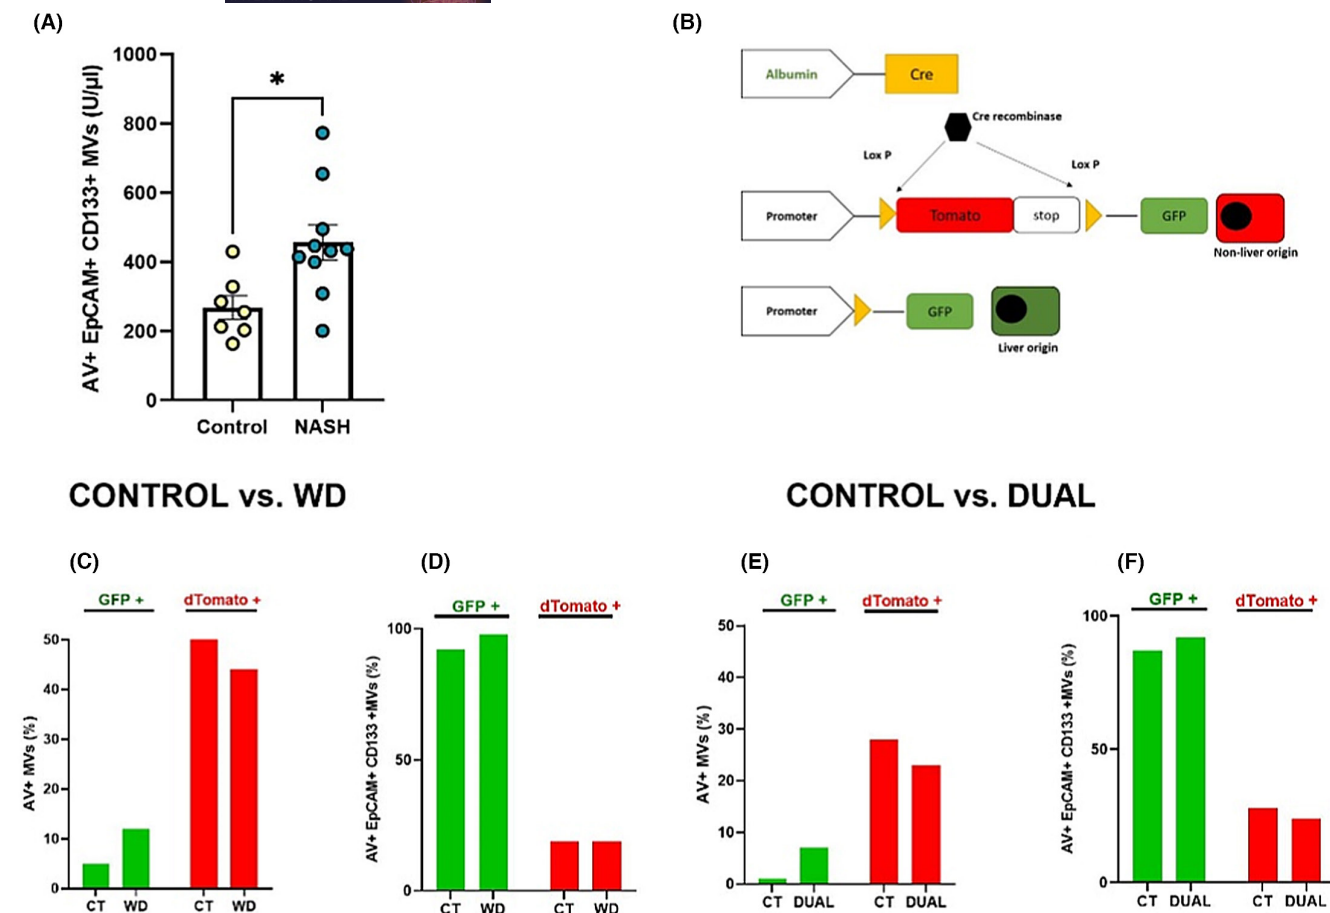 (A)
(B)
1000
800
600
400
200
0
AV+ EpCAM+ CD133+ MVs (U/µl)
*
Control NASH
Albumin
Cre
Cre recombinase
Lox P
Lox P
Promoter
Tomato
stop
GFP
Non-liver origin
Promoter
GFP
Liver origin
CONTROL vs. WD
CONTROL vs. DUAL
(C)
GFP +
dTomato +
50
40
30
20
10
0
AV+ MVs (%)
CT WD CT WD
(D)
GFP +
dTomato +
100
50
0
AV+ EpCAM+ CD133 +MVs (%)
CT WD CT WD
(E)
GFP +
dTomato +
50
40
30
20
10
0
AV+ MVs (%)
CT DUAL CT DUAL
(F)
GFP +
dTomato +
100
50
0
AV+ EpCAM+ CD133 +MVs (%)
CT DUAL CT DUAL